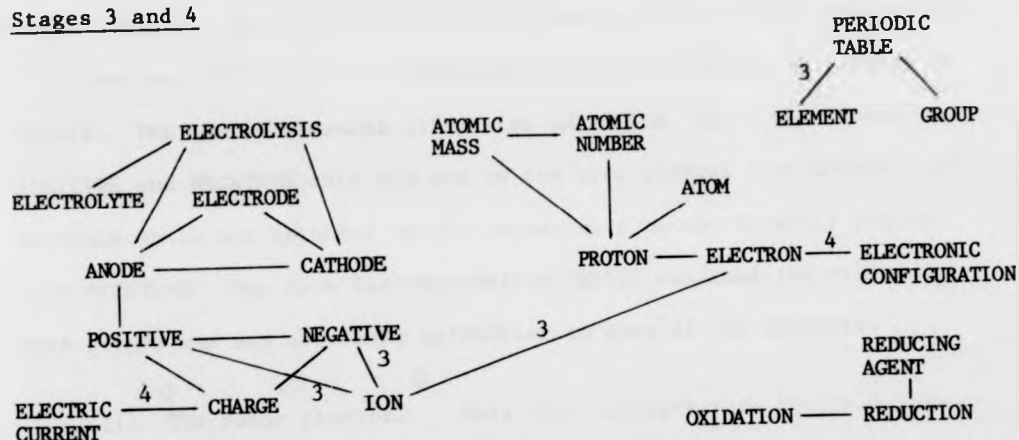 Stages 3 and 4
PERIODIC
TABLE
3
ELEMENT
GROUP
ELECTROLYSIS
ATOMIC
MASS
ATOMIC
NUMBER
ELECTROLYTE
ELECTRODE
ATOM
ANODE
CATHODE
PROTON
ELECTRON
4
ELECTRONIC
CONFIGURATION
POSITIVE
NEGATIVE
3
3
REDUCING
AGENT
ELECTRIC
CURRENT
4
CHARGE
3
ION
OXIDATION
REDUCTION